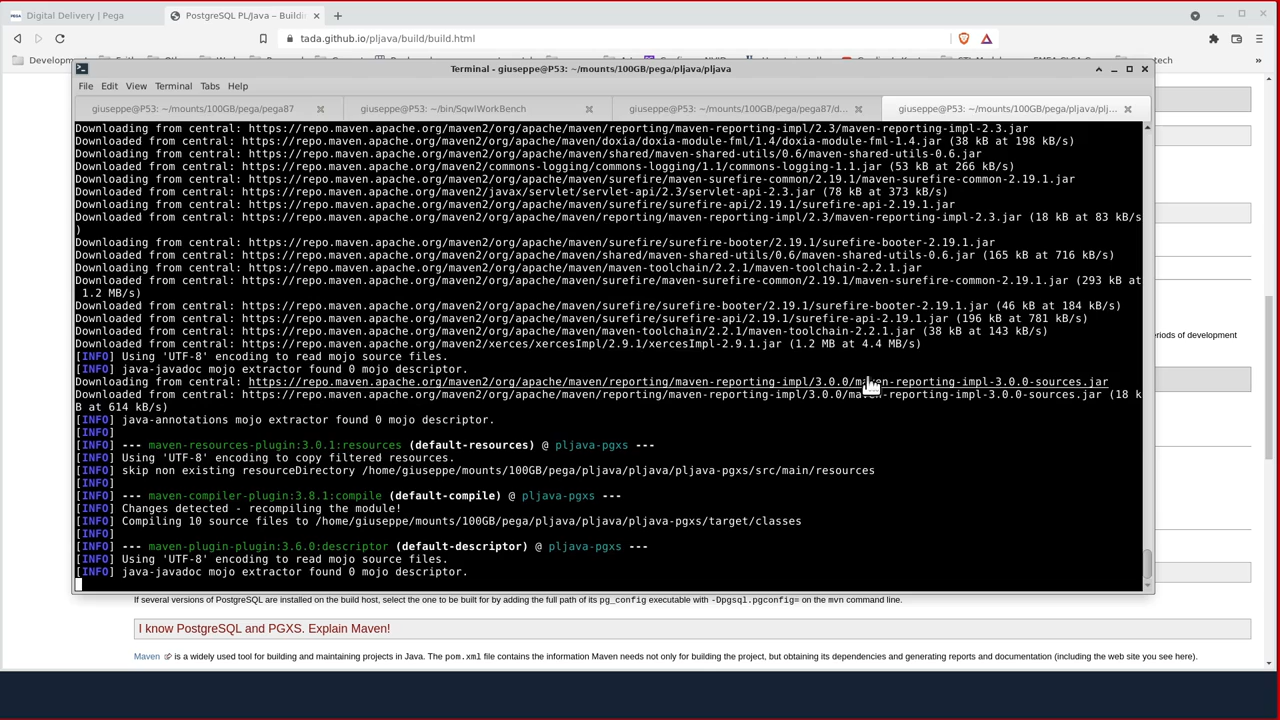 Digital Delivery | Pega
PostgreSQL PL/Java – Buildin
tada.github.io/pljava/build/build.html
Terminal - giuseppe@P53: ~/mounts/100GB/pega/pljava/pljava
File Edit View Terminal Tabs Help
giuseppe@P53: ~/mounts/100GB/pega/pega87
giuseppe@P53: ~/bin/SqwlWorkBench
giuseppe@P53: ~/mounts/100GB/pega/pega87/d...
giuseppe@P53: ~/mounts/100GB/pega/pljava/plj...
Downloading from central: https://repo.maven.apache.org/maven2/org/apache/maven/reporting/maven-reporting-impl/2.3/maven-reporting-impl-2.3.jar
Downloaded from central: https://repo.maven.apache.org/maven2/org/apache/maven/doxia/doxia-module-fml/1.4/doxia-module-fml-1.4.jar (38 kB at 198 kB/s)
Downloading from central: https://repo.maven.apache.org/maven2/org/apache/maven/shared/maven-shared-utils/0.6/maven-shared-utils-0.6.jar
Downloaded from central: https://repo.maven.apache.org/maven2/commons-logging/commons-logging/1.1/commons-logging-1.1.jar (53 kB at 266 kB/s)
Downloading from central: https://repo.maven.apache.org/maven2/org/apache/maven/surefire/maven-surefire-common/2.19.1/maven-surefire-common-2.19.1.jar
Downloaded from central: https://repo.maven.apache.org/maven2/javax/servlet/servlet-api/2.3/servlet-api-2.3.jar (78 kB at 373 kB/s)
Downloading from central: https://repo.maven.apache.org/maven2/org/apache/maven/surefire/surefire-api/2.19.1/surefire-api-2.19.1.jar
Downloaded from central: https://repo.maven.apache.org/maven2/org/apache/maven/reporting/maven-reporting-impl/2.3/maven-reporting-impl-2.3.jar (18 kB at 83 kB/s
)
Downloading from central: https://repo.maven.apache.org/maven2/org/apache/maven/surefire/surefire-booter/2.19.1/surefire-booter-2.19.1.jar
Downloaded from central: https://repo.maven.apache.org/maven2/org/apache/maven/shared/maven-shared-utils/0.6/maven-shared-utils-0.6.jar (165 kB at 716 kB/s)
Downloading from central: https://repo.maven.apache.org/maven2/org/apache/maven/maven-toolchain/2.2.1/maven-toolchain-2.2.1.jar
Downloaded from central: https://repo.maven.apache.org/maven2/org/apache/maven/surefire/maven-surefire-common/2.19.1/maven-surefire-common-2.19.1.jar (293 kB at
1.2 MB/s)
Downloaded from central: https://repo.maven.apache.org/maven2/org/apache/maven/surefire/surefire-booter/2.19.1/surefire-booter-2.19.1.jar (46 kB at 184 kB/s)
Downloaded from central: https://repo.maven.apache.org/maven2/org/apache/maven/surefire/surefire-api/2.19.1/surefire-api-2.19.1.jar (196 kB at 781 kB/s)
Downloaded from central: https://repo.maven.apache.org/maven2/org/apache/maven/maven-toolchain/2.2.1/maven-toolchain-2.2.1.jar (38 kB at 143 kB/s)
Downloaded from central: https://repo.maven.apache.org/maven2/xerces/xercesImpl/2.9.1/xercesImpl-2.9.1.jar (1.2 MB at 4.4 MB/s)
[INFO] Using 'UTF-8' encoding to read mojo source files.
[INFO] java-javadoc mojo extractor found 0 mojo descriptor.
Downloading from central: https://repo.maven.apache.org/maven2/org/apache/maven/reporting/maven-reporting-impl/3.0.0/maven-reporting-impl-3.0.0-sources.jar
Downloaded from central: https://repo.maven.apache.org/maven2/org/apache/maven/reporting/maven-reporting-impl/3.0.0/maven-reporting-impl-3.0.0-sources.jar (18 k
B at 614 kB/s)
[INFO] java-annotations mojo extractor found 0 mojo descriptor.
[INFO]
[INFO] --- maven-resources-plugin:3.0.1:resources (default-resources) @ pljava-pgxs ---
[INFO] Using 'UTF-8' encoding to copy filtered resources.
[INFO] skip non existing resourceDirectory /home/giuseppe/mounts/100GB/pega/pljava/pljava/pljava-pgxs/src/main/resources
[INFO]
[INFO] --- maven-compiler-plugin:3.8.1:compile (default-compile) @ pljava-pgxs ---
[INFO] Changes detected - recompiling the module!
[INFO] Compiling 10 source files to /home/giuseppe/mounts/100GB/pega/pljava/pljava/pljava-pgxs/target/classes
[INFO]
[INFO] --- maven-plugin-plugin:3.6.0:descriptor (default-descriptor) @ pljava-pgxs ---
[INFO] Using 'UTF-8' encoding to read mojo source files.
[INFO] java-javadoc mojo extractor found 0 mojo descriptor.
eriods of development
If several versions of PostgreSQL are installed on the build host, select the one to be built for by adding the full path of its pg_config executable with -Dpgsql.pgconfig= on the mvn command line.
I know PostgreSQL and PGXS. Explain Maven!
Maven is a widely used tool for building and maintaining projects in Java. The pom.xml file contains the information Maven needs not only for building the project, but obtaining its dependencies and generating reports and documentation (including the web site you see here).